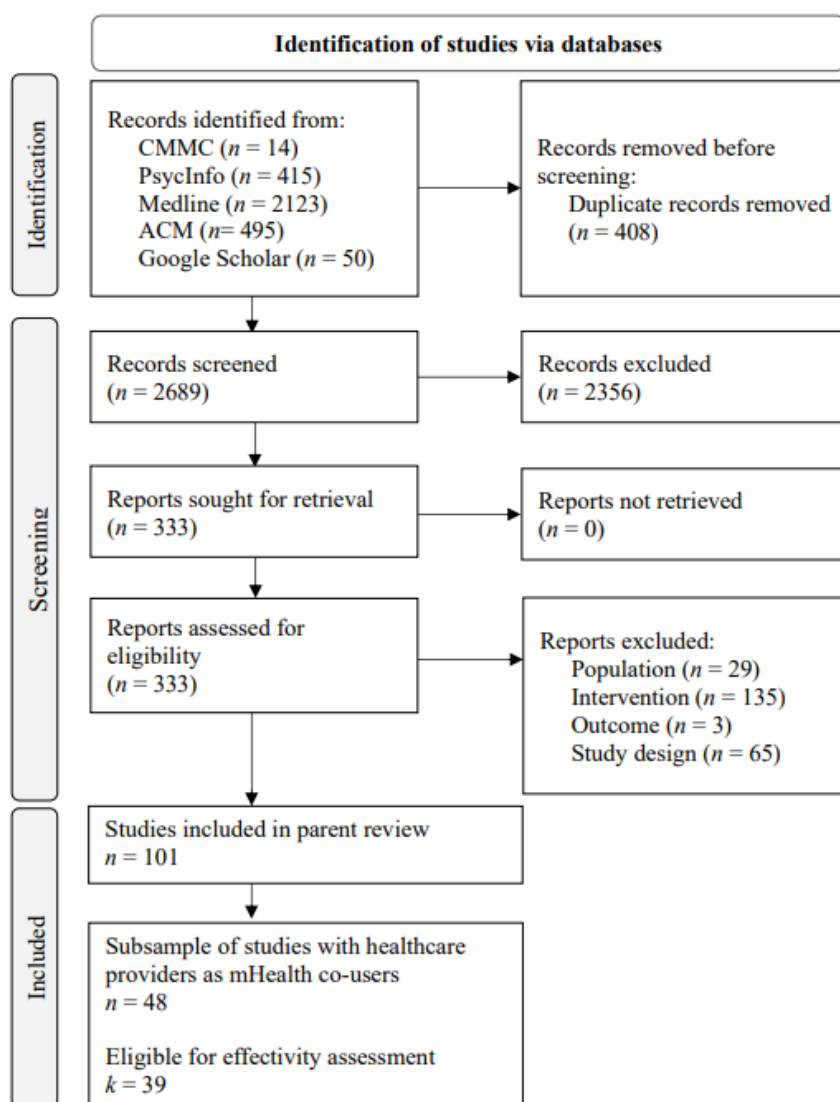 Identification of studies via databases
Identification
Records identified from:
CMMC (n = 14)
PsycInfo (n = 415)
Medline (n = 2123)
ACM (n= 495)
Google Scholar (n = 50)
Records removed before
screening:
Duplicate records removed
(n = 408)
Screening
Records screened
(n = 2689)
Records excluded
(n = 2356)
Reports sought for retrieval
(n = 333)
Reports not retrieved
(n = 0)
Reports assessed for
eligibility
(n = 333)
Reports excluded:
Population (n = 29)
Intervention (n = 135)
Outcome (n = 3)
Study design (n = 65)
Included
Studies included in parent review
n = 101
Subsample of studies with healthcare
providers as mHealth co-users
n = 48
Eligible for effectivity assessment
k = 39